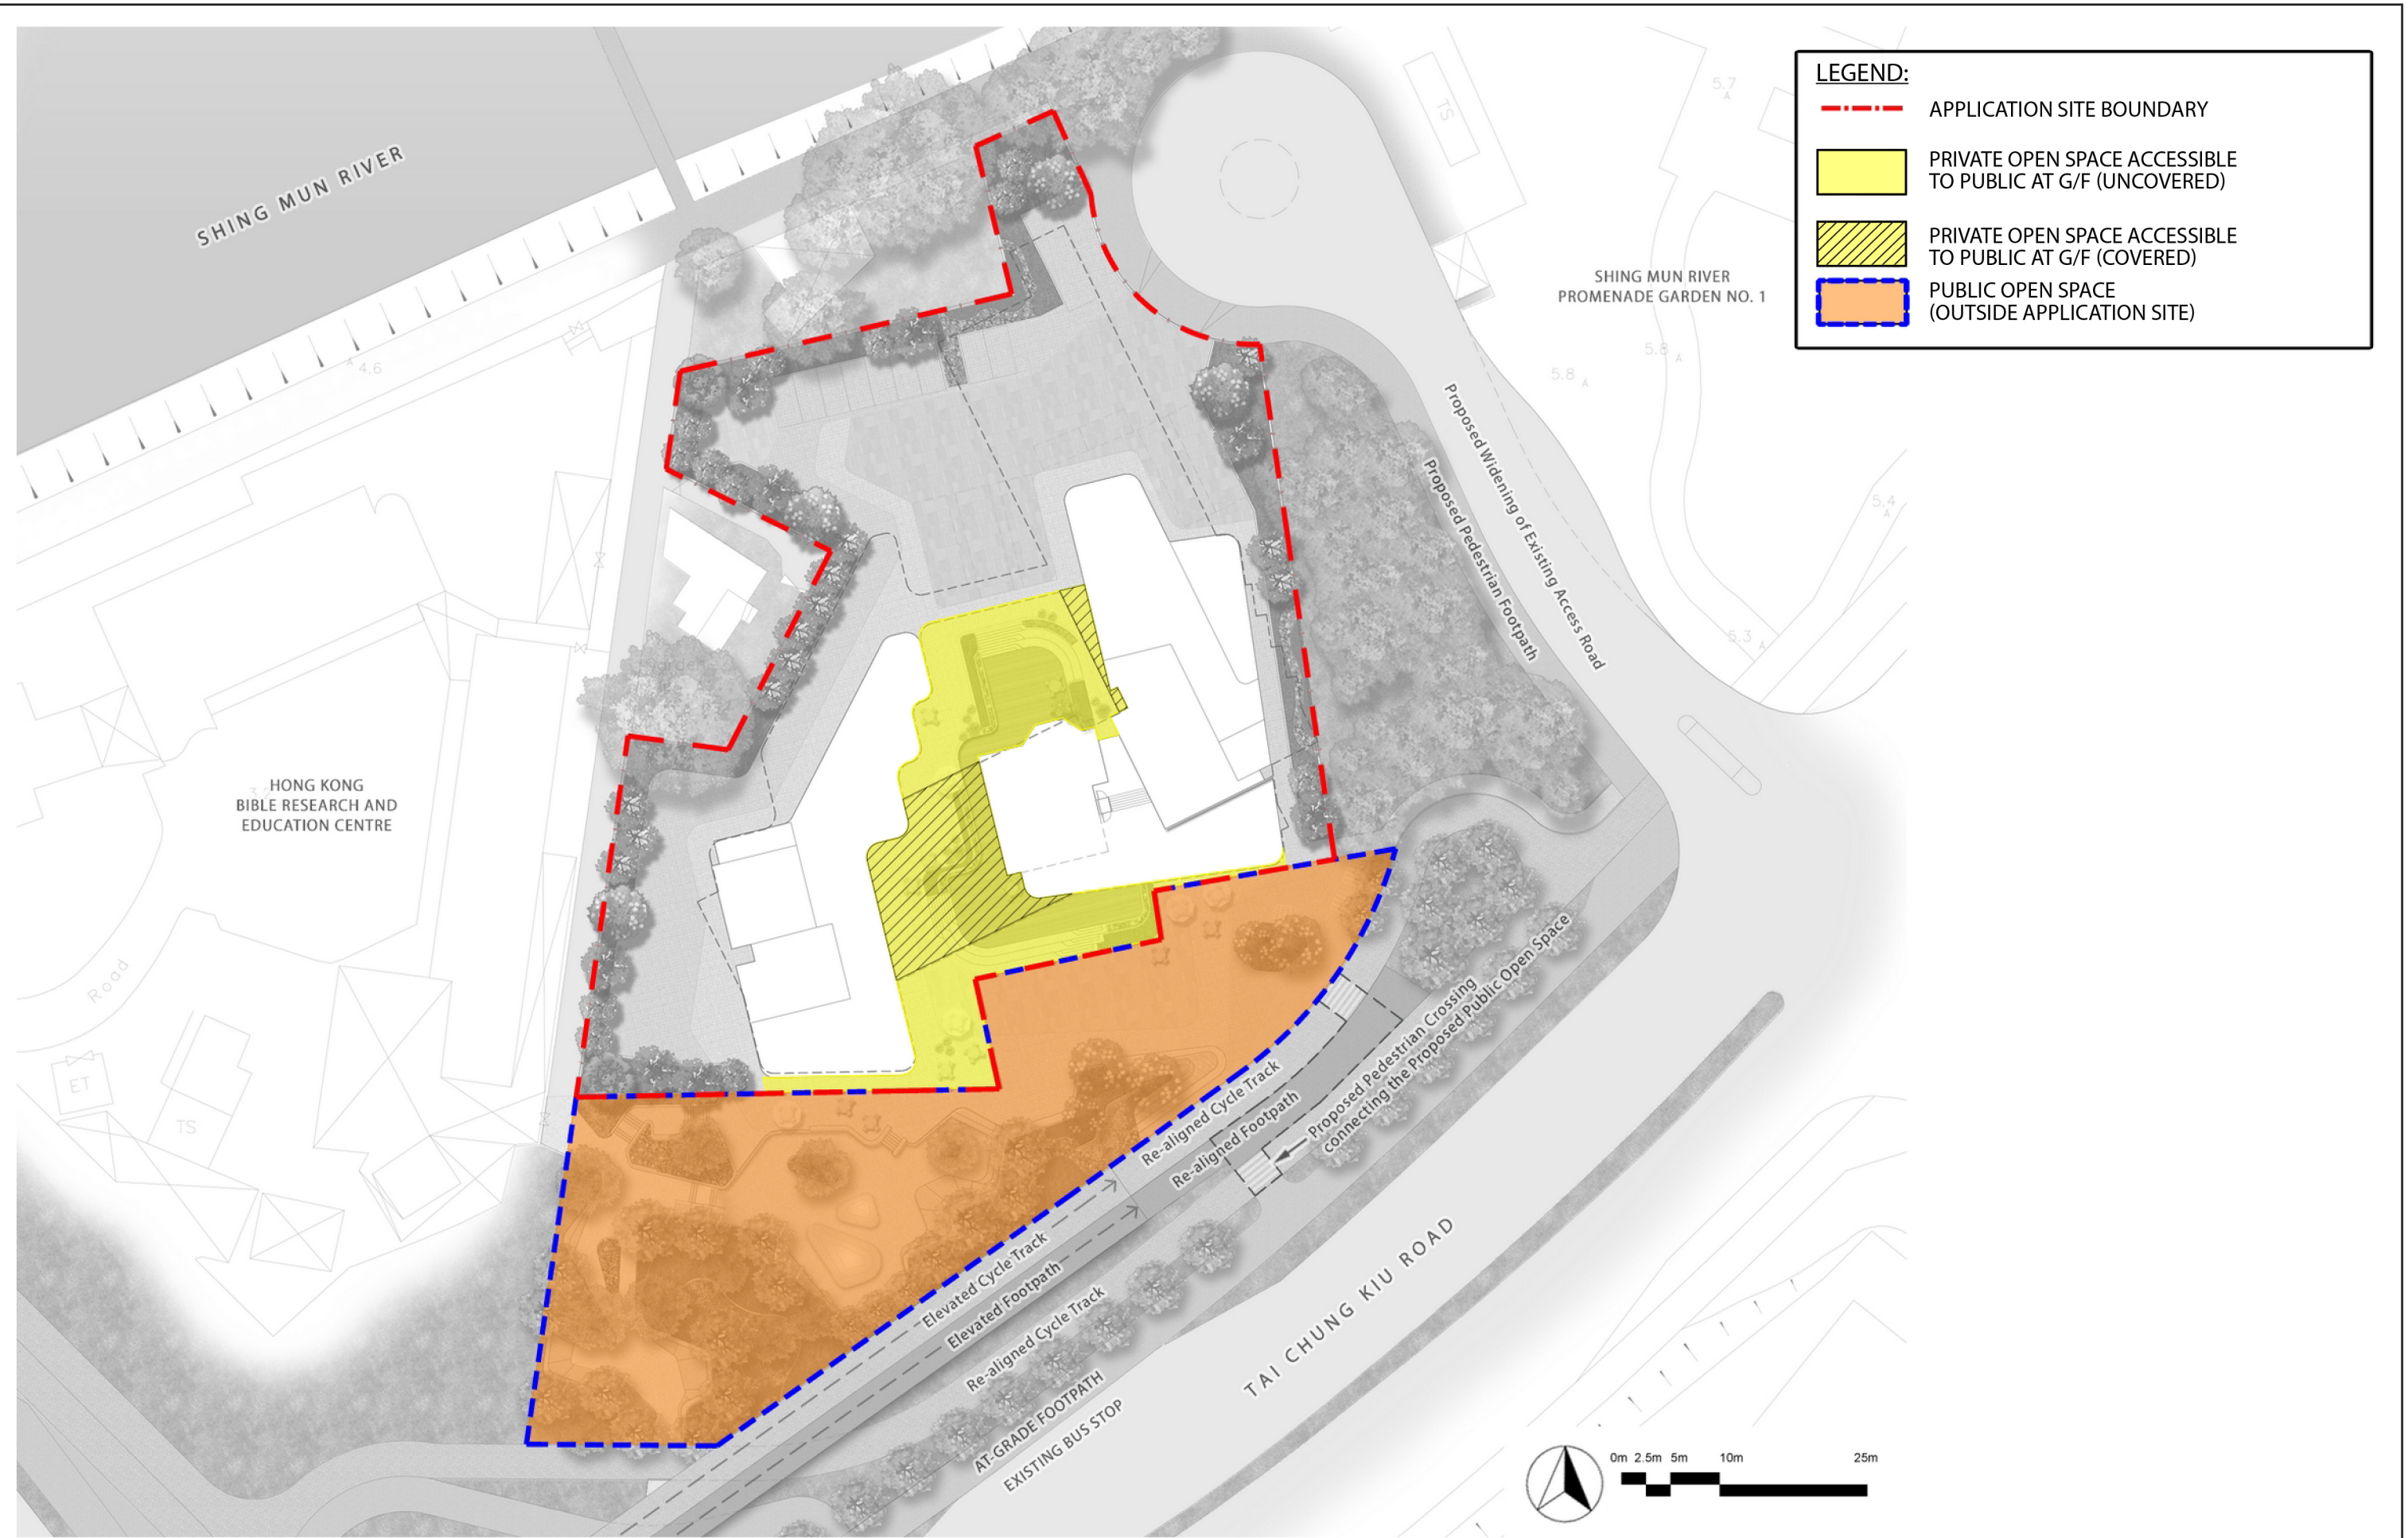 LEGEND:
APPLICATION SITE BOUNDARY
PRIVATE OPEN SPACE ACCESSIBLE
TO PUBLIC AT G/F (UNCOVERED)
PRIVATE OPEN SPACE ACCESSIBLE
TO PUBLIC AT G/F (COVERED)
PUBLIC OPEN SPACE
(OUTSIDE APPLICATION SITE)
SHING MUN RIVER
TS
5.7
SHING MUN RIVER
PROMENADE GARDEN NO. 1
4.6
5.8
5.8
5.4
5.3
Proposed Widening of Existing Access Road
Proposed Pedestrian Footpath
HONG KONG
BIBLE RESEARCH AND
EDUCATION CENTRE
Road
ET
TS
Proposed Pedestrian Crossing
connecting the Proposed Public Open Space
Re-aligned Cycle Track
Re-aligned Footpath
Elevated Cycle Track
Elevated Footpath
Re-aligned Cycle Track
AT-GRADE FOOTPATH
EXISTING BUS STOP
TAI CHUNG KIU ROAD
0m 2.5m 5m 10m 25m